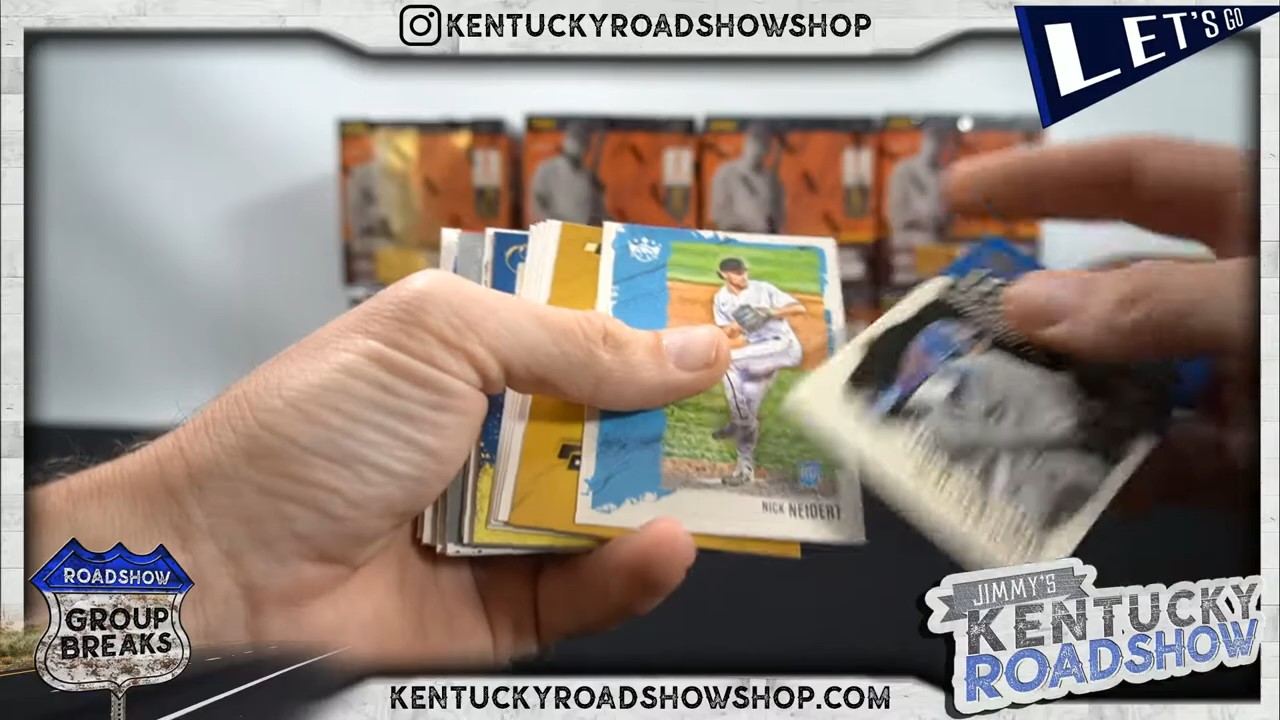 KENTUCKYROADSHOWSHOP
LET'S GO
NICK NEIDERT
ROADSHOW
GROUP
BREAKS
JIMMY'S
KENTUCKY
ROADSHOW
KENTUCKYROADSHOWSHOP.COM